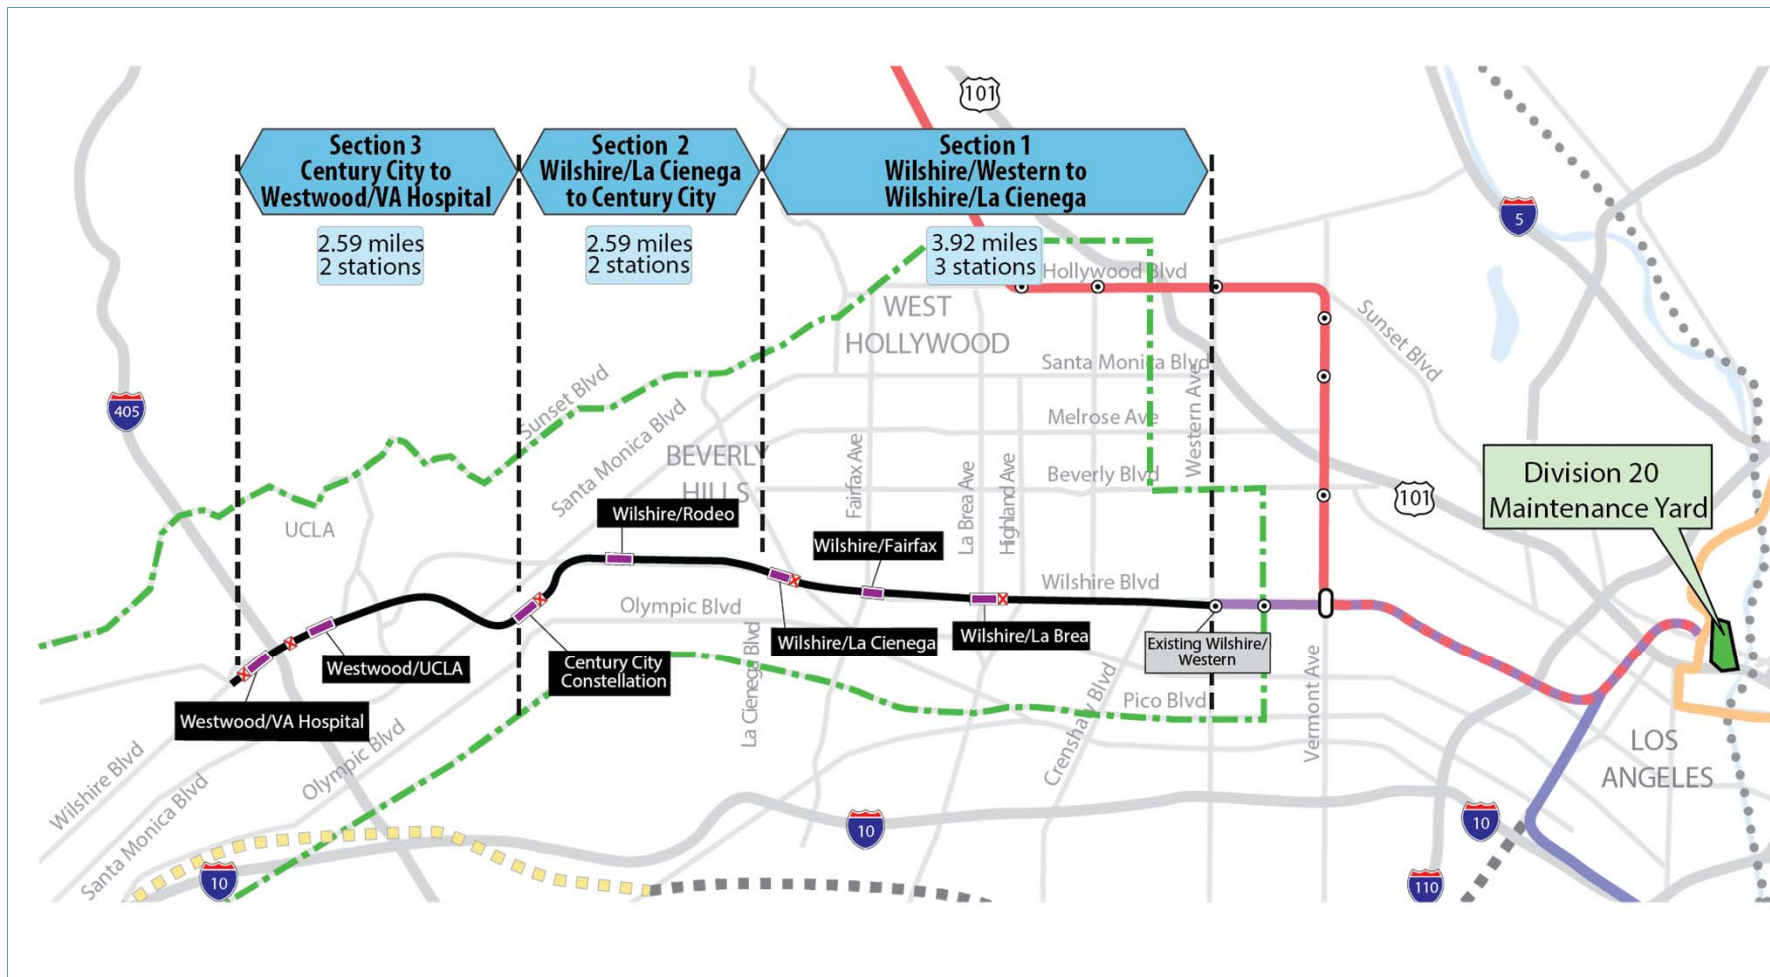 101
Section 3
Century City to
Westwood/VA Hospital
Section 2
Wilshire/La Cienega
to Century City
Section 1
Wilshire/Western to
Wilshire/La Cienega
5
2.59 miles
2 stations
2.59 miles
2 stations
3.92 miles
3 stations
Hollywood Blvd
WEST
HOLLYWOOD
Sunset Blvd
Santa Monica Blvd
Western Ave
405
Sunset Blvd
Santa Monica Blvd
Melrose Ave
BEVERLY
HILLS
Fairfax Ave
La Brea Ave
Highland Ave
Beverly Blvd
101
Division 20
Maintenance Yard
UCLA
Wilshire/Rodeo
Wilshire/Fairfax
Wilshire Blvd
Olympic Blvd
Wilshire/La Cienega
Wilshire/La Brea
Existing Wilshire/
Western
Westwood/UCLA
Century City
Constellation
La Cienega Blvd
Crenshaw Blvd
Pico Blvd
Vermont Ave
Westwood/VA Hospital
Wilshire Blvd
Santa Monica Blvd
Olympic Blvd
LOS
ANGELES
10
10
10
110